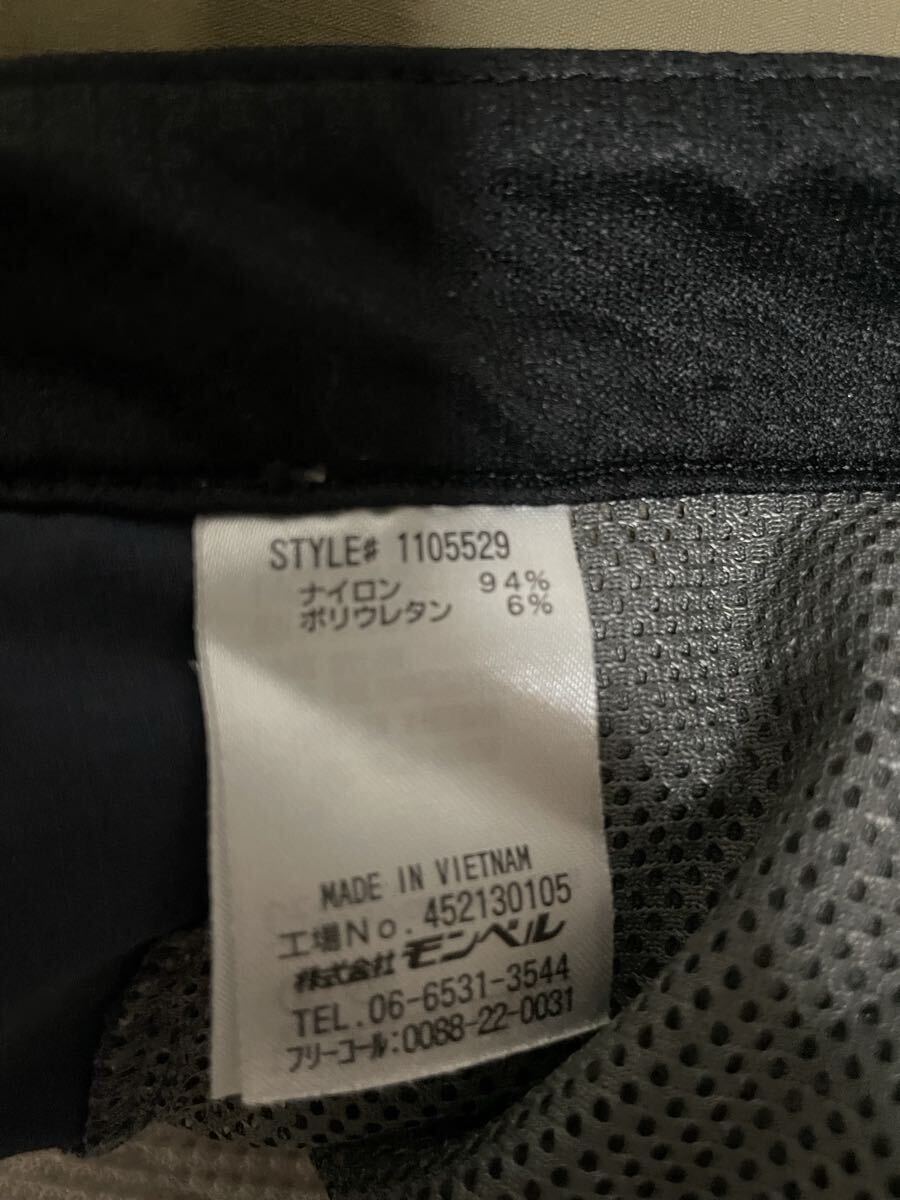 STYLE# 1105529
ナイロン 94%
ポリウレタン 6%
MADE IN VIETNAM
工場No. 452130105
株式会社 モンベル
TEL. 06-6531-3544
フリーコール:0088-22-0031